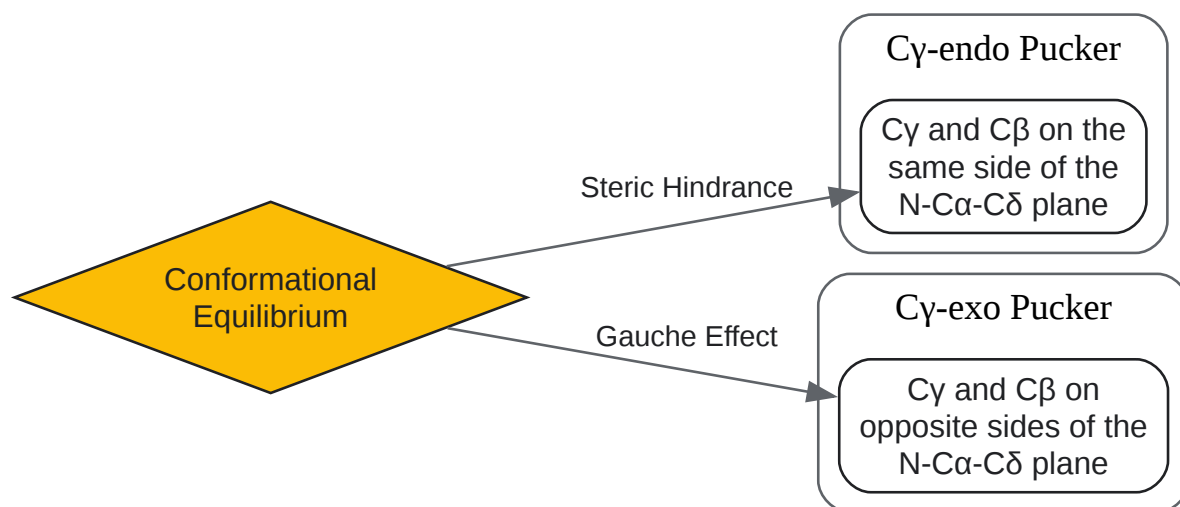 Cγ-endo Pucker
Cγ and Cβ on the
same side of the
N-Cα-Cδ plane
Steric Hindrance
Conformational
Equilibrium
Gauche Effect
Cγ-exo Pucker
Cγ and Cβ on
opposite sides of the
N-Cα-Cδ plane